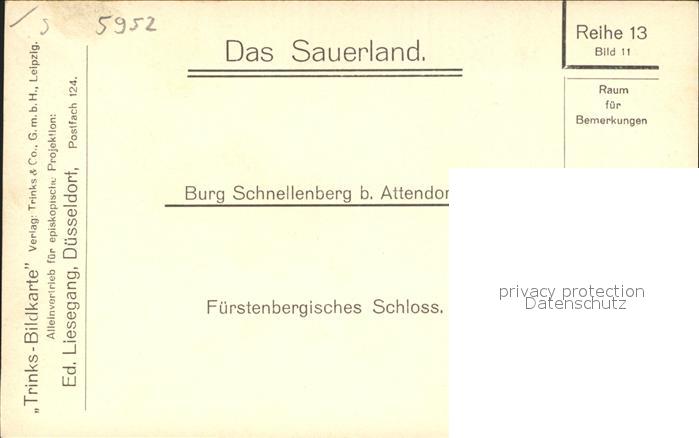 5952
Das Sauerland.
Reihe 13
Bild 11
Raum
für
Bemerkungen
„Trinks-Bildkarte" Verlag: Trinks & Co., G. m. b. H., Leipzig.
Alleinvertrieb für episkopische Projektion:
Ed. Liesegang, Düsseldorf, Postfach 124.
Burg Schnellenberg b. Attendor
Fürstenbergisches Schloss.
privacy protection
Datenschutz